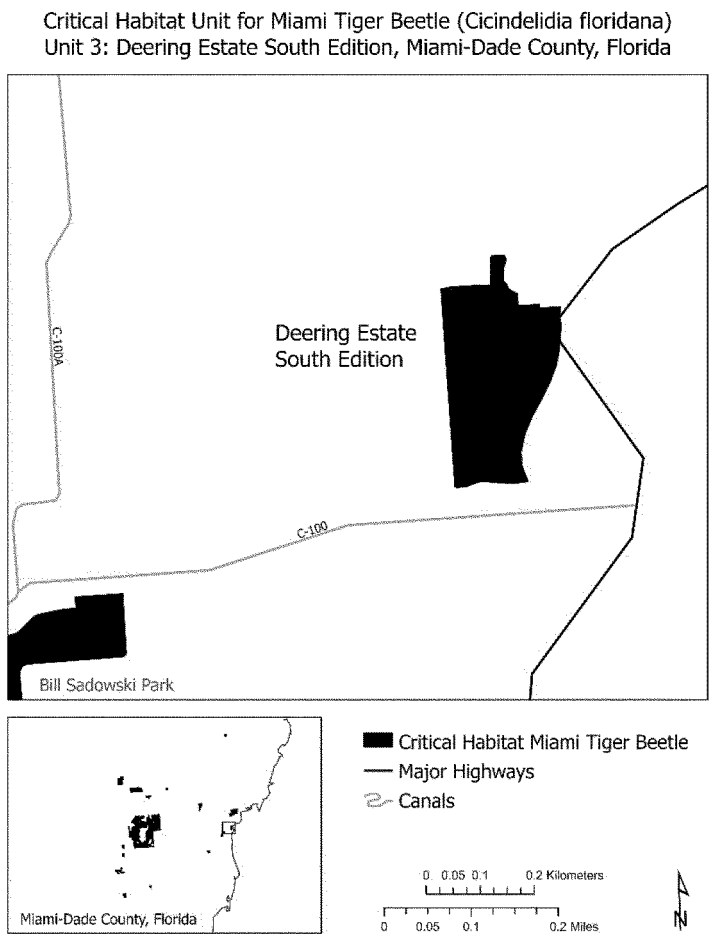 Critical Habitat Unit for Miami Tiger Beetle (Cicindelidia floridana)
Unit 3: Deering Estate South Edition, Miami-Dade County, Florida
C-100A
Deering Estate
South Edition
C-100
Bill Sadowski Park
Miami-Dade County, Florida
Critical Habitat Miami Tiger Beetle
Major Highways
Canals
0 0.05 0.1 0.2 Kilometers
0 0.05 0.1 0.2 Miles
N